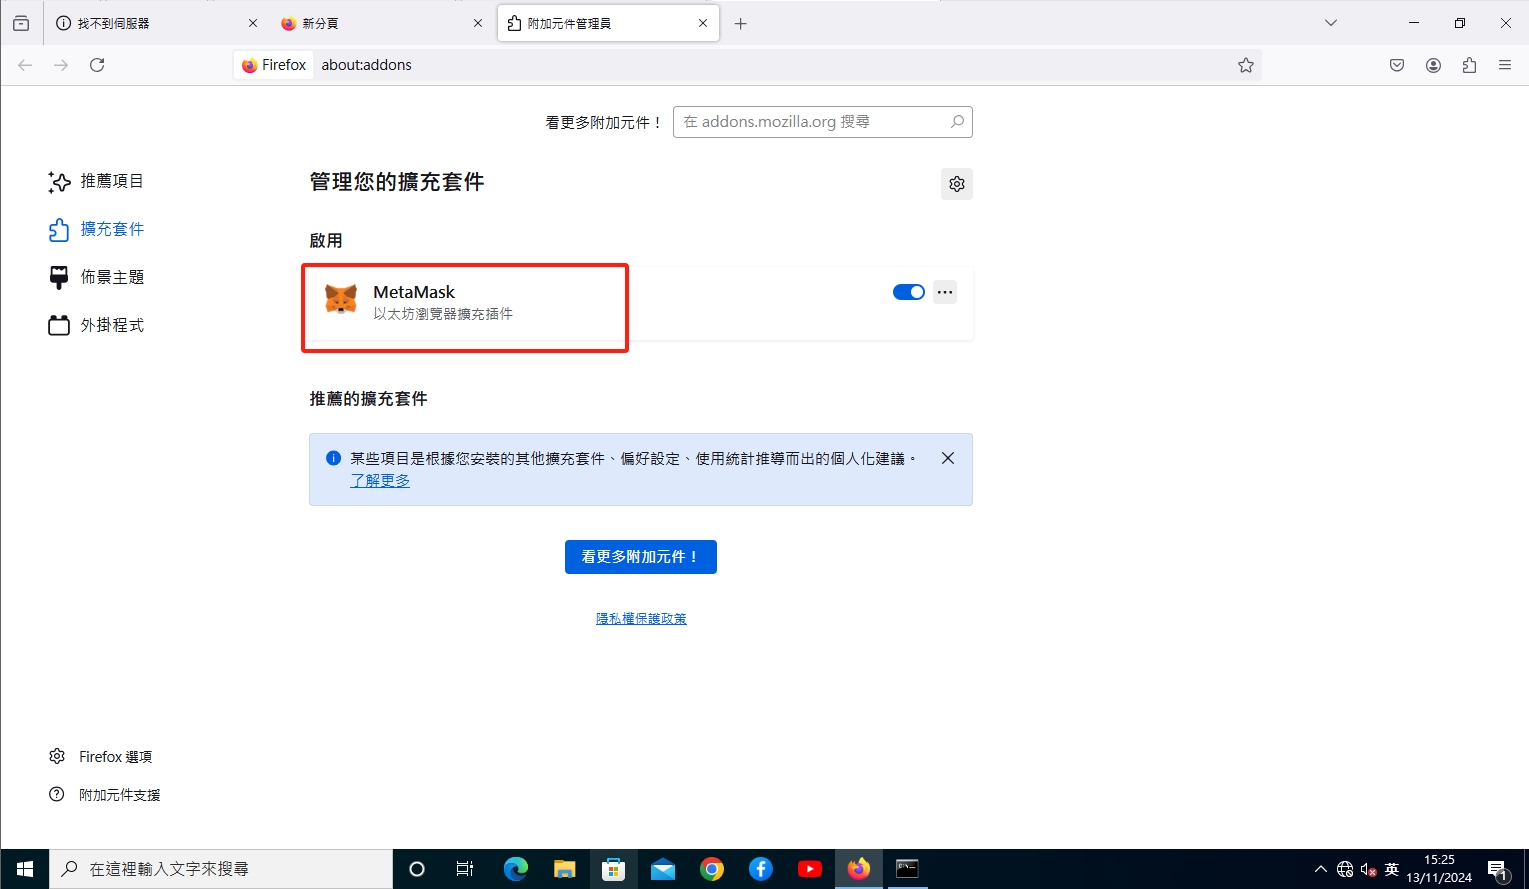 找不到伺服器
新分頁
附加元件管理員
Firefox
about:addons
看更多附加元件！
在 addons.mozilla.org 搜尋
推薦項目
擴充套件
佈景主題
外掛程式
管理您的擴充套件
啟用
MetaMask
以太坊瀏覽器擴充插件
推薦的擴充套件
某些項目是根據您安裝的其他擴充套件、偏好設定、使用統計推導而出的個人化建議。
了解更多
看更多附加元件！
隱私權保護政策
Firefox 選項
附加元件支援
在這裡輸入文字來搜尋
英
15:25
13/11/2024
1